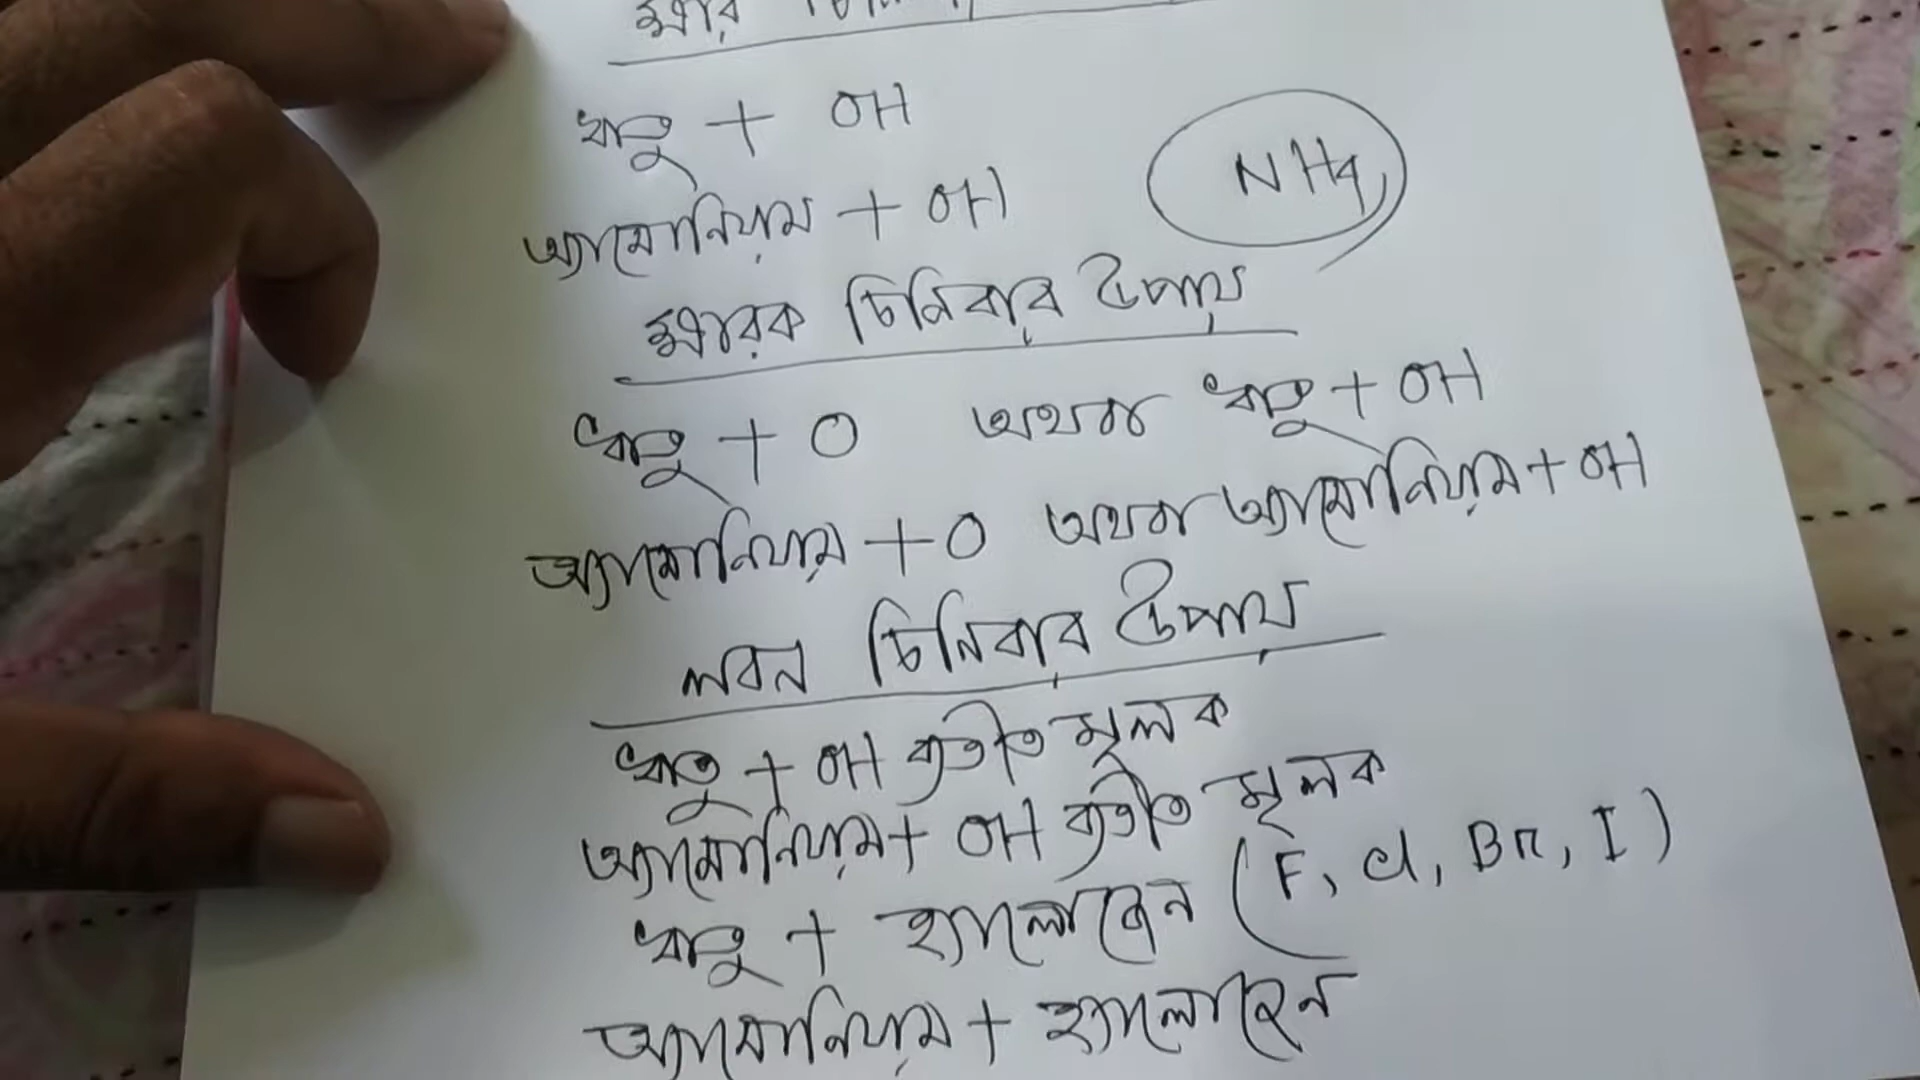 ক্ষার
ধাতু + OH
অ্যামোনিয়াম + OH
NH4
ক্ষারক চিনিবার উপায়
ধাতু + O অথবা ধাতু + OH
অ্যামোনিয়াম + O অথবা অ্যামোনিয়াম + OH
লবন চিনিবার উপায়
ধাতু + OH ব্যতীত মূলক
অ্যামোনিয়াম + OH ব্যতীত মূলক
ধাতু + হ্যালোজেন (F, Cl, Br, I)
অ্যামোনিয়াম + হ্যালোজেন